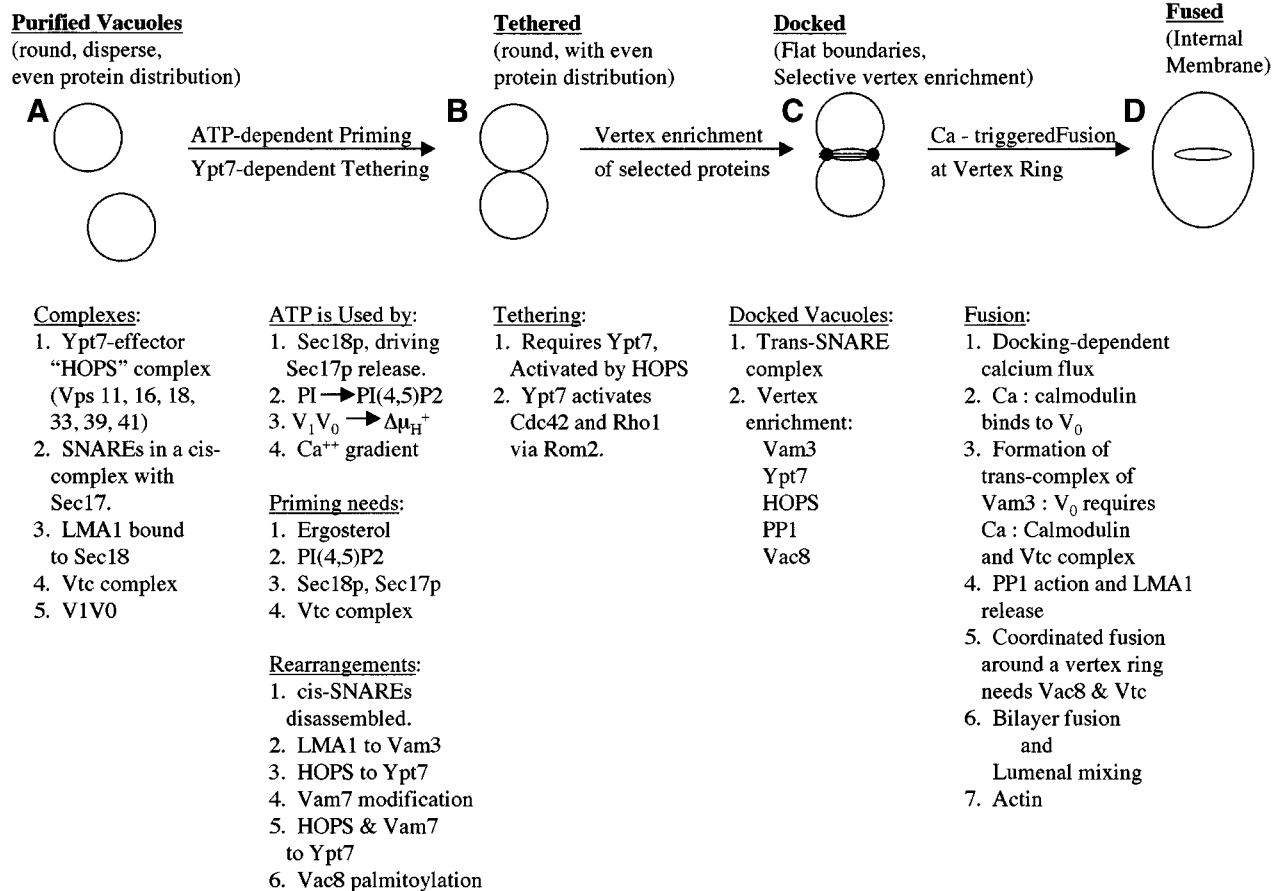 Purified Vacuoles
(round, disperse,
even protein distribution)
Tethered
(round, with even
protein distribution)
Docked
(Flat boundaries,
Selective vertex enrichment)
Fused
(Internal
Membrane)
A
ATP-dependent Priming
Ypt7-dependent Tethering
B
Vertex enrichment
of selected proteins
C
Ca - triggeredFusion
at Vertex Ring
D
Complexes:
1. Ypt7-effector
"HOPS" complex
(Vps 11, 16, 18,
33, 39, 41)
2. SNAREs in a cis-
complex with
Sec17.
3. LMA1 bound
to Sec18
4. Vtc complex
5. V1V0
ATP is Used by:
1. Sec18p, driving
Sec17p release.
2. PI → PI(4,5)P2
3. V₁V₀ → Δμ_H⁺
4. Ca⁺⁺ gradient
Priming needs:
1. Ergosterol
2. PI(4,5)P2
3. Sec18p, Sec17p
4. Vtc complex
Rearrangements:
1. cis-SNAREs
disassembled.
2. LMA1 to Vam3
3. HOPS to Ypt7
4. Vam7 modification
5. HOPS & Vam7
to Ypt7
6. Vac8 palmitoylation
Tethering:
1. Requires Ypt7,
Activated by HOPS
2. Ypt7 activates
Cdc42 and Rho1
via Rom2.
Docked Vacuoles:
1. Trans-SNARE
complex
2. Vertex
enrichment:
Vam3
Ypt7
HOPS
PP1
Vac8
Fusion:
1. Docking-dependent
calcium flux
2. Ca : calmodulin
binds to V₀
3. Formation of
trans-complex of
Vam3 : V₀ requires
Ca : Calmodulin
and Vtc complex
4. PP1 action and LMA1
release
5. Coordinated fusion
around a vertex ring
needs Vac8 & Vtc
6. Bilayer fusion
and
Lumenal mixing
7. Actin